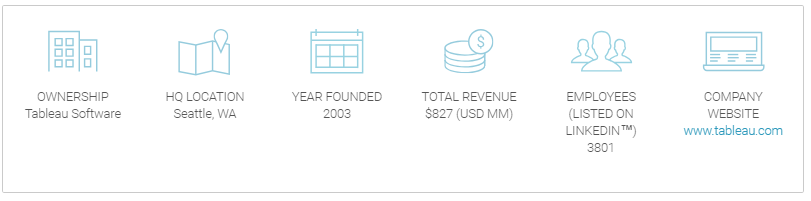 $
OWNERSHIP
Tableau Software
HQ LOCATION
Seattle, WA
YEAR FOUNDED
2003
TOTAL REVENUE
$827 (USD MM)
EMPLOYEES
(LISTED ON
LINKEDIN™)
3801
COMPANY
WEBSITE
www.tableau.com